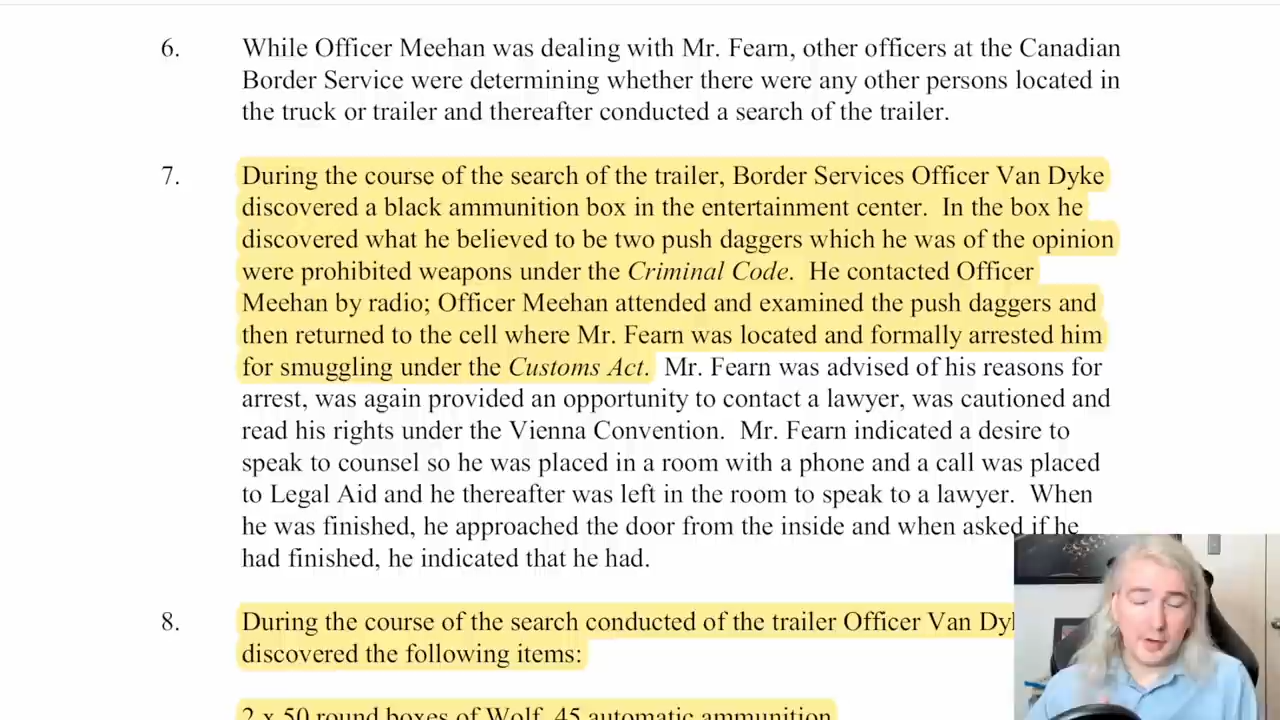 6. While Officer Meehan was dealing with Mr. Fearn, other officers at the Canadian
Border Service were determining whether there were any other persons located in
the truck or trailer and thereafter conducted a search of the trailer.
7. During the course of the search of the trailer, Border Services Officer Van Dyke
discovered a black ammunition box in the entertainment center. In the box he
discovered what he believed to be two push daggers which he was of the opinion
were prohibited weapons under the Criminal Code. He contacted Officer
Meehan by radio; Officer Meehan attended and examined the push daggers and
then returned to the cell where Mr. Fearn was located and formally arrested him
for smuggling under the Customs Act. Mr. Fearn was advised of his reasons for
arrest, was again provided an opportunity to contact a lawyer, was cautioned and
read his rights under the Vienna Convention. Mr. Fearn indicated a desire to
speak to counsel so he was placed in a room with a phone and a call was placed
to Legal Aid and he thereafter was left in the room to speak to a lawyer. When
he was finished, he approached the door from the inside and when asked if he
had finished, he indicated that he had.
8. During the course of the search conducted of the trailer Officer Van
discovered the following items:
2 x 50 round boxes of Wolf .45 automatic ammunition